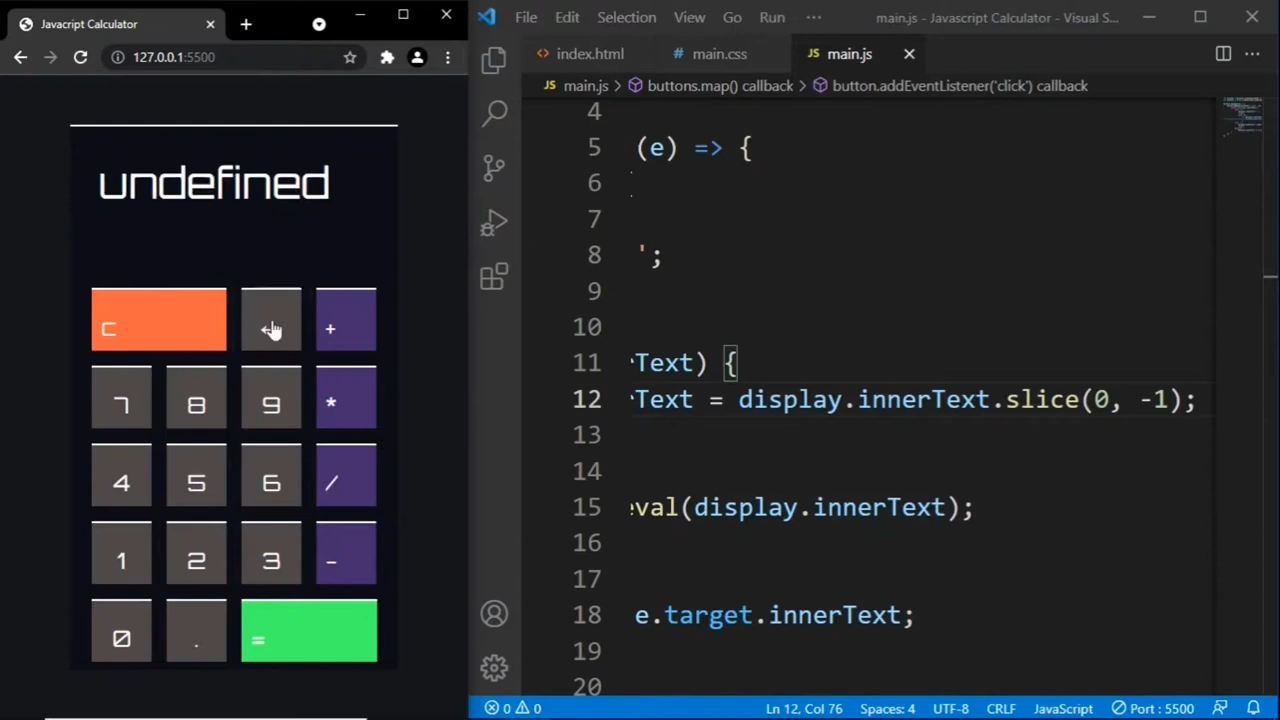 Javascript Calculator
127.0.0.1:5500
undefined
C
+
7 8 9 *
4 5 6 /
1 2 3 -
0 . =
File Edit Selection View Go Run ··· main.js - Javascript Calculator - Visual S...
index.html
main.css
JS main.js
JS main.js > buttons.map() callback > button.addEventListener('click') callback
4
5 (e) => {
6
7
8 ';
9
10
11 rText) {
12 rText = display.innerText.slice(0, -1);
13
14
15 eval(display.innerText);
16
17
18 e.target.innerText;
19
20
0 0 Ln 12, Col 76 Spaces: 4 UTF-8 CRLF JavaScript Port : 5500